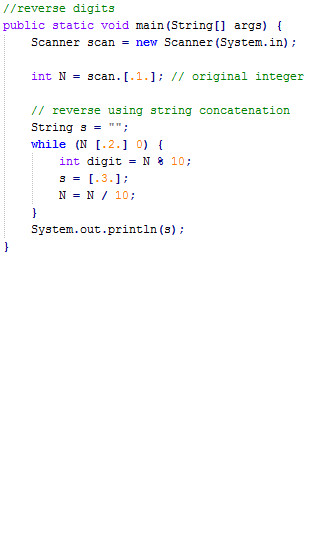 //reverse digits
public static void main(String[] args) {
    Scanner scan = new Scanner(System.in);

    int N = scan.[.1.]; // original integer

    // reverse using string concatenation
    String s = "";
    while (N [.2.] 0) {
        int digit = N % 10;
        s = [.3.];
        N = N / 10;
    }
    System.out.println(s);
}